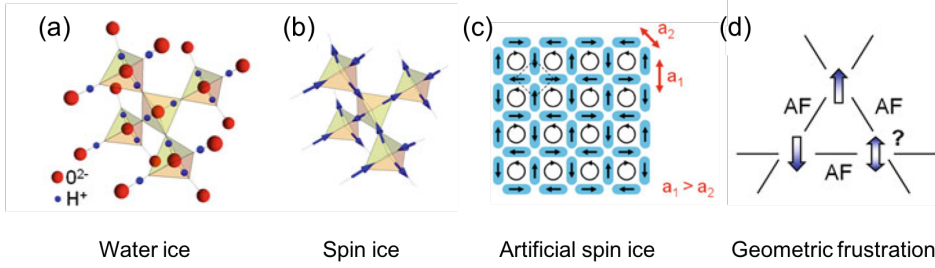 (a)
(b)
(c)
(d)
a₂
a₁
AF AF
?
AF
O²⁻
H⁺
a₁ > a₂
Water ice
Spin ice
Artificial spin ice
Geometric frustration